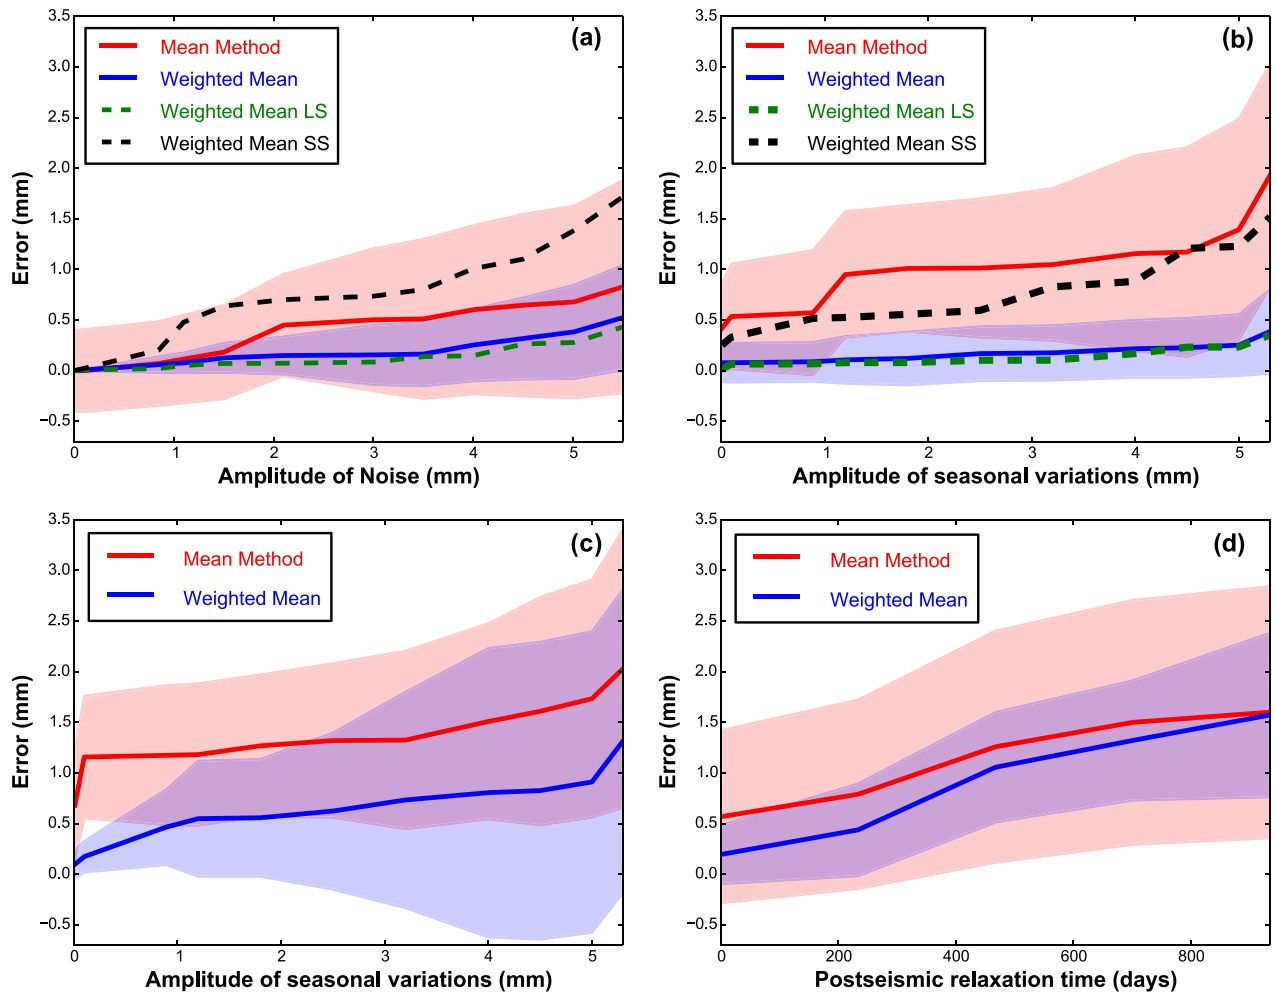 3.5
3.0
2.5
2.0
1.5
1.0
0.5
0.0
−0.5
Error (mm)
Mean Method
Weighted Mean
Weighted Mean LS
Weighted Mean SS
(a)
0 1 2 3 4 5
Amplitude of Noise (mm)
3.5
3.0
2.5
2.0
1.5
1.0
0.5
0.0
−0.5
Error (mm)
Mean Method
Weighted Mean
Weighted Mean LS
Weighted Mean SS
(b)
0 1 2 3 4 5
Amplitude of seasonal variations (mm)
3.5
3.0
2.5
2.0
1.5
1.0
0.5
0.0
−0.5
Error (mm)
Mean Method
Weighted Mean
(c)
0 1 2 3 4 5
Amplitude of seasonal variations (mm)
3.5
3.0
2.5
2.0
1.5
1.0
0.5
0.0
−0.5
Error (mm)
Mean Method
Weighted Mean
(d)
0 200 400 600 800
Postseismic relaxation time (days)